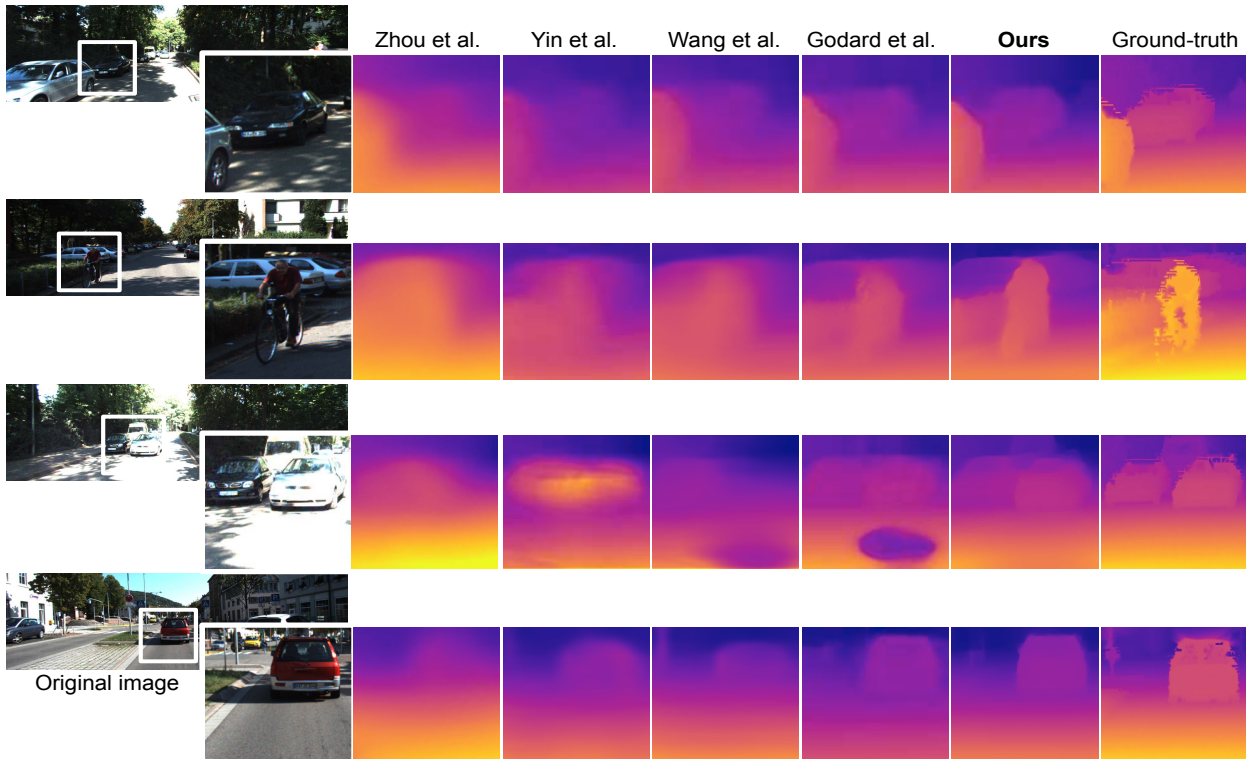 Zhou et al. Yin et al. Wang et al. Godard et al. Ours Ground-truth
Original image